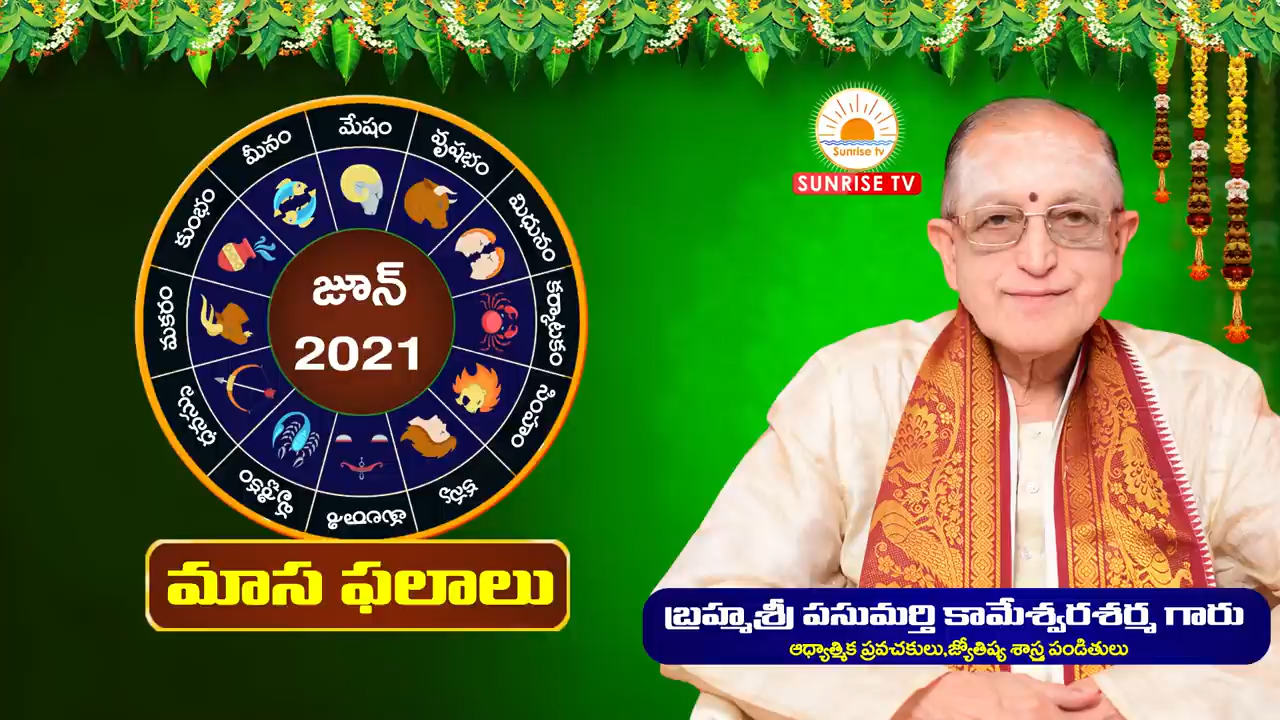 మేషం
వృషభం
మిధునం
కర్కాటకం
సింహం
కన్య
తులారాశి
వృశ్చికం
ధనుస్సు
మకరం
కుంభం
మీనం
జూన్
2021
మాస ఫలాలు
Sunrise tv
SUNRISE TV
బ్రహ్మశ్రీ పసుమర్తి కామేశ్వరశర్మ గారు
ఆధ్యాత్మిక ప్రవచకులు,జ్యోతిష్య శాస్త్ర పండితులు